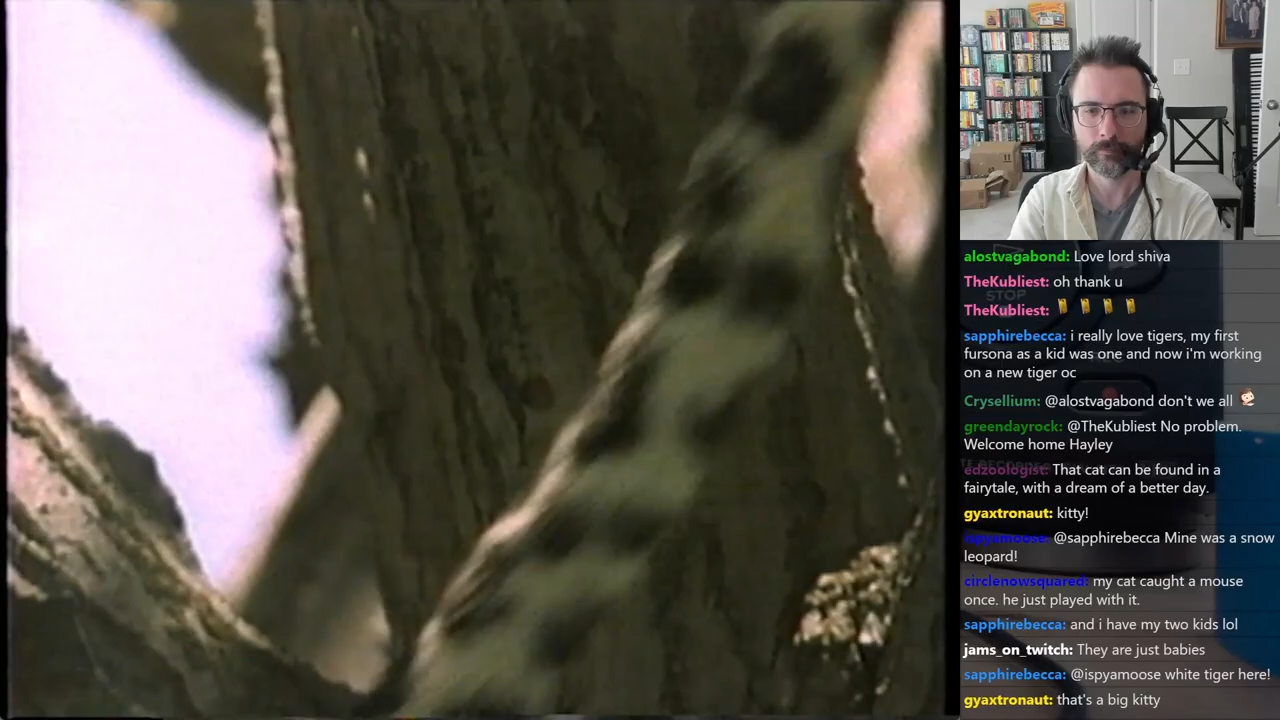 alostvagabond: Love lord shiva
TheKubliest: oh thank u
STOP
TheKubliest:
sapphirebecca: i really love tigers, my first
fursona as a kid was one and now i'm working
on a new tiger oc
Crysellium: @alostvagabond don't we all
greendayrock: @TheKubliest No problem.
Welcome home Hayley
edzoologist: That cat can be found in a
fairytale, with a dream of a better day.
gyaxtronaut: kitty!
ispyamoose: @sapphirebecca Mine was a snow
leopard!
circlenowsquared: my cat caught a mouse
once. he just played with it.
sapphirebecca: and i have my two kids lol
jams_on_twitch: They are just babies
sapphirebecca: @ispyamoose white tiger here!
gyaxtronaut: that's a big kitty